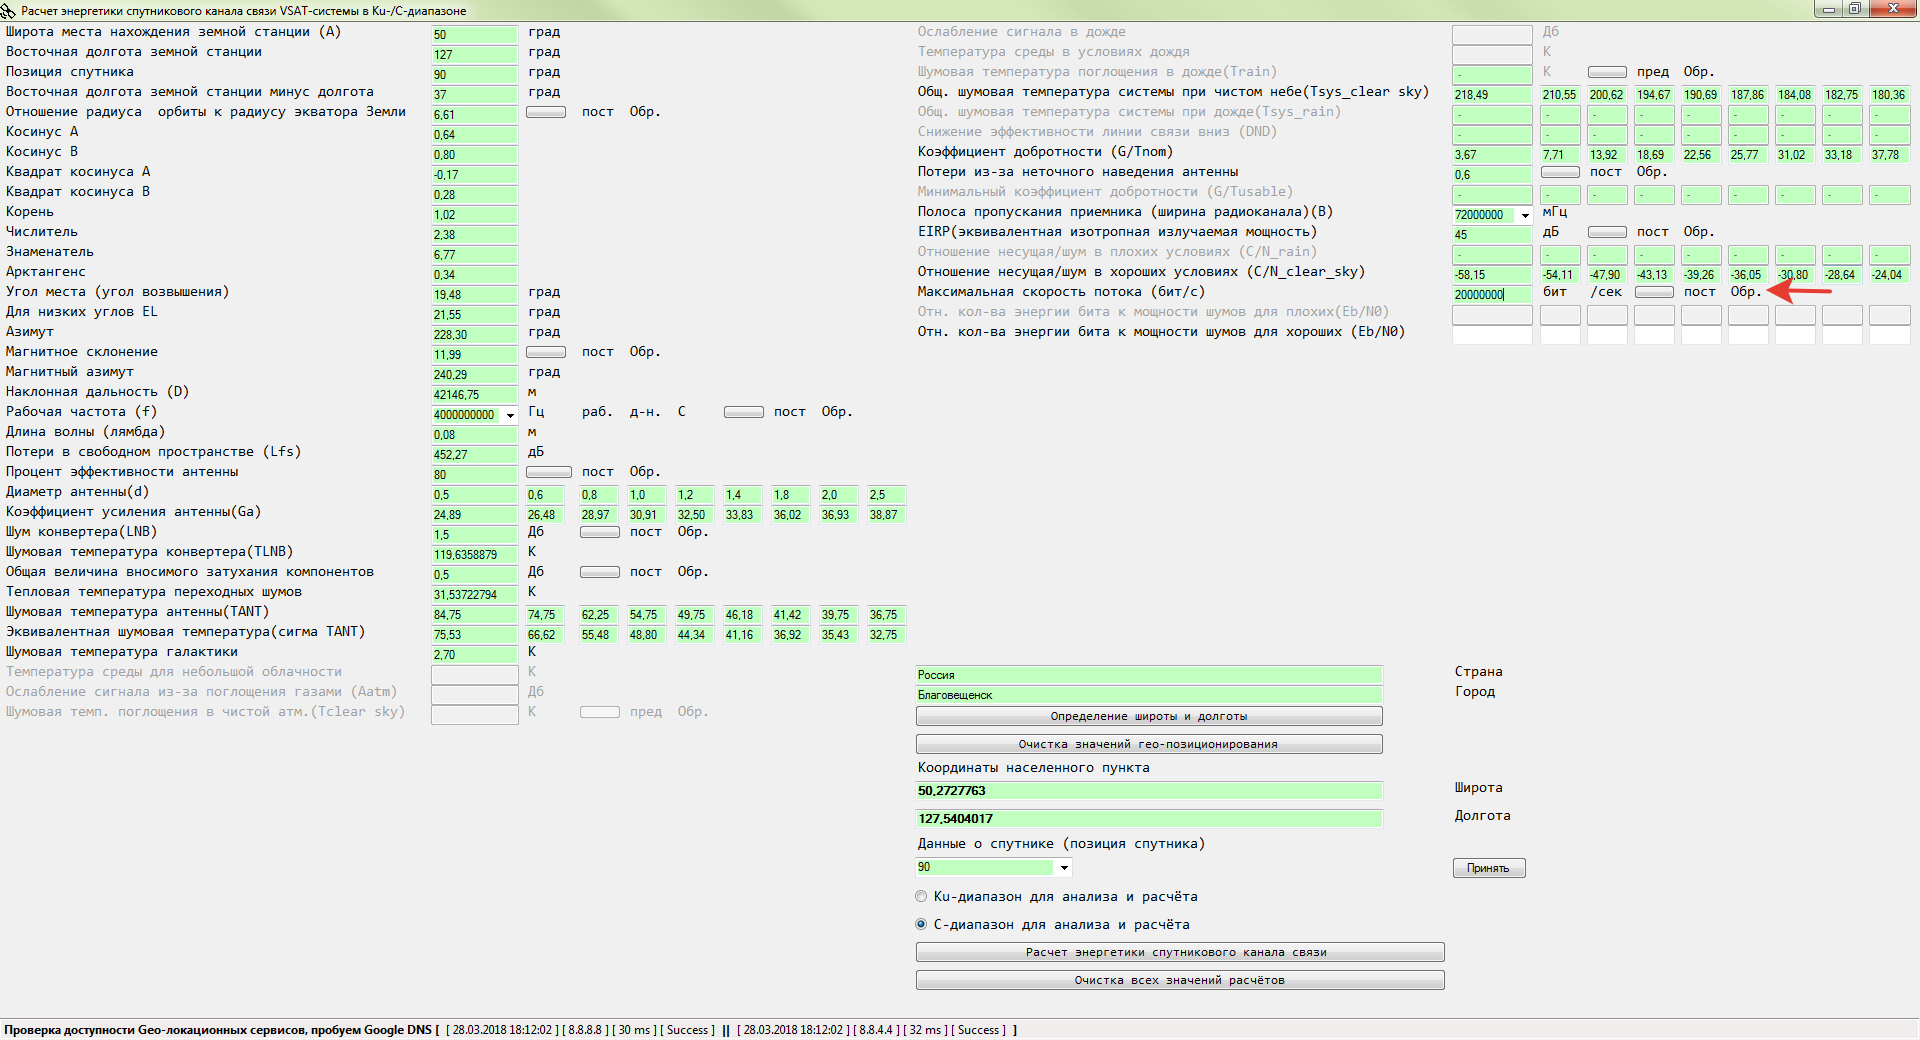 Расчет энергетики спутникового канала связи VSAT-системы в Ku-/C-диапазоне
Широта места нахождения земной станции (А) 50 град
Восточная долгота земной станции 127 град
Позиция спутника 90 град
Восточная долгота земной станции минус долгота 37 град
Отношение радиуса орбиты к радиусу экватора Земли 6,61 пост Обр.
Косинус А 0,64
Косинус В 0,80
Квадрат косинуса А -0,17
Квадрат косинуса В 0,28
Корень 1,02
Числитель 2,38
Знаменатель 6,77
Арктангенс 0,34
Угол места (угол возвышения) 19,48 град
Для низких углов EL 21,55 град
Азимут 228,30 град
Магнитное склонение 11,99 пост Обр.
Магнитный азимут 240,29 град
Наклонная дальность (D) 42146,75 м
Рабочая частота (f) 4000000000 Гц раб. д-н. С пост Обр.
Длина волны (лямбда) 0,08 м
Потери в свободном пространстве (Lfs) 452,27 дБ
Процент эффективности антенны 80 пост Обр.
Диаметр антенны(d) 0,5 0,6 0,8 1,0 1,2 1,4 1,8 2,0 2,5
Коэффициент усиления антенны(Ga) 24,89 26,48 28,97 30,91 32,50 33,83 36,02 36,93 38,87
Шум конвертера(LNB) 1,5 Дб пост Обр.
Шумовая температура конвертера(TLNB) 119,6358879 К
Общая величина вносимого затухания компонентов 0,5 Дб пост Обр.
Тепловая температура переходных шумов 31,53722794 К
Шумовая температура антенны(TANT) 84,75 74,75 62,25 54,75 49,75 46,18 41,42 39,75 36,75
Эквивалентная шумовая температура(сигма TANT) 75,53 66,62 55,48 48,80 44,34 41,16 36,92 35,43 32,75
Шумовая температура галактики 2,70 К
Температура среды для небольшой облачности К
Ослабление сигнала из-за поглощения газами (Aatm) Дб
Шумовая темп. поглощения в чистой атм.(Tclear sky) К пред Обр.
Ослабление сигнала в дожде Дб
Температура среды в условиях дождя К
Шумовая температура поглощения в дожде(Train) - К пред Обр.
Общ. шумовая температура системы при чистом небе(Tsys_clear sky) 218,49 210,55 200,62 194,67 190,69 187,86 184,08 182,75 180,36
Общ. шумовая температура системы при дожде(Tsys_rain) - - - - - - - - -
Снижение эффективности линии связи вниз (DND) - - - - - - - - -
Коэффициент добротности (G/Tnom) 3,67 7,71 13,92 18,69 22,56 25,77 31,02 33,18 37,78
Потери из-за неточного наведения антенны 0,6 пост Обр.
Минимальный коэффициент добротности (G/Tusable) - - - - - - - - -
Полоса пропускания приемника (ширина радиоканала)(В) 72000000 мГц
EIRP(эквивалентная изотропная излучаемая мощность) 45 дБ пост Обр.
Отношение несущая/шум в плохих условиях (C/N_rain) - - - - - - - - -
Отношение несущая/шум в хороших условиях (C/N_clear_sky) -58,15 -54,11 -47,90 -43,13 -39,26 -36,05 -30,80 -28,64 -24,04
Максимальная скорость потока (бит/с) 20000000 бит /сек пост Обр.
Отн. кол-ва энергии бита к мощности шумов для плохих(Eb/N0)
Отн. кол-ва энергии бита к мощности шумов для хороших (Eb/N0)
Россия Страна
Благовещенск Город
Определение широты и долготы
Очистка значений гео-позиционирования
Координаты населенного пункта
50,2727763 Широта
127,5404017 Долгота
Данные о спутнике (позиция спутника)
90 Принять
Ku-диапазон для анализа и расчёта
C-диапазон для анализа и расчёта
Расчет энергетики спутникового канала связи
Очистка всех значений расчётов
Проверка доступности Geo-локационных сервисов, пробуем Google DNS [ [ 28.03.2018 18:12:02 ] [ 8.8.8.8 ] [ 30 ms ] [ Success ] || [ 28.03.2018 18:12:02 ] [ 8.8.4.4 ] [ 32 ms ] [ Success ] ]